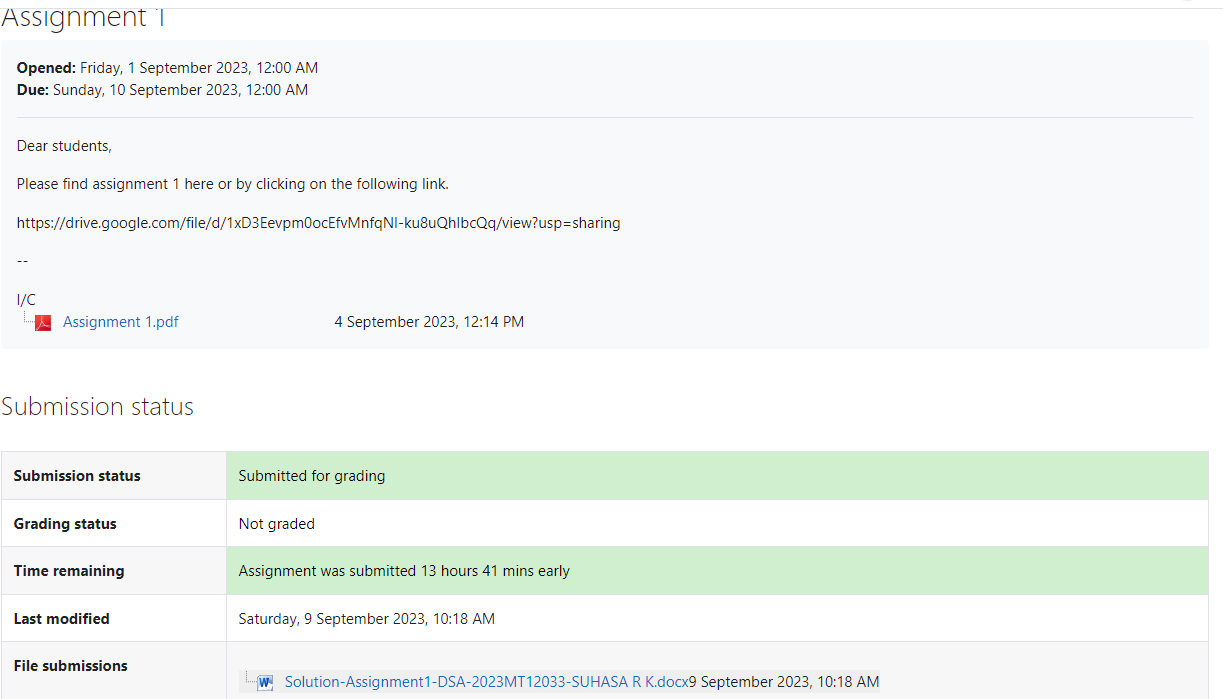 Assignment 1
Opened: Friday, 1 September 2023, 12:00 AM
Due: Sunday, 10 September 2023, 12:00 AM
Dear students,
Please find assignment 1 here or by clicking on the following link.
https://drive.google.com/file/d/1xD3Eevpm0ocEfvMnfqNI-ku8uQhlbcQq/view?usp=sharing
--
I/C
Assignment 1.pdf 4 September 2023, 12:14 PM
Submission status
Submission status Submitted for grading
Grading status Not graded
Time remaining Assignment was submitted 13 hours 41 mins early
Last modified Saturday, 9 September 2023, 10:18 AM
File submissions
Solution-Assignment1-DSA-2023MT12033-SUHASA R K.docx9 September 2023, 10:18 AM